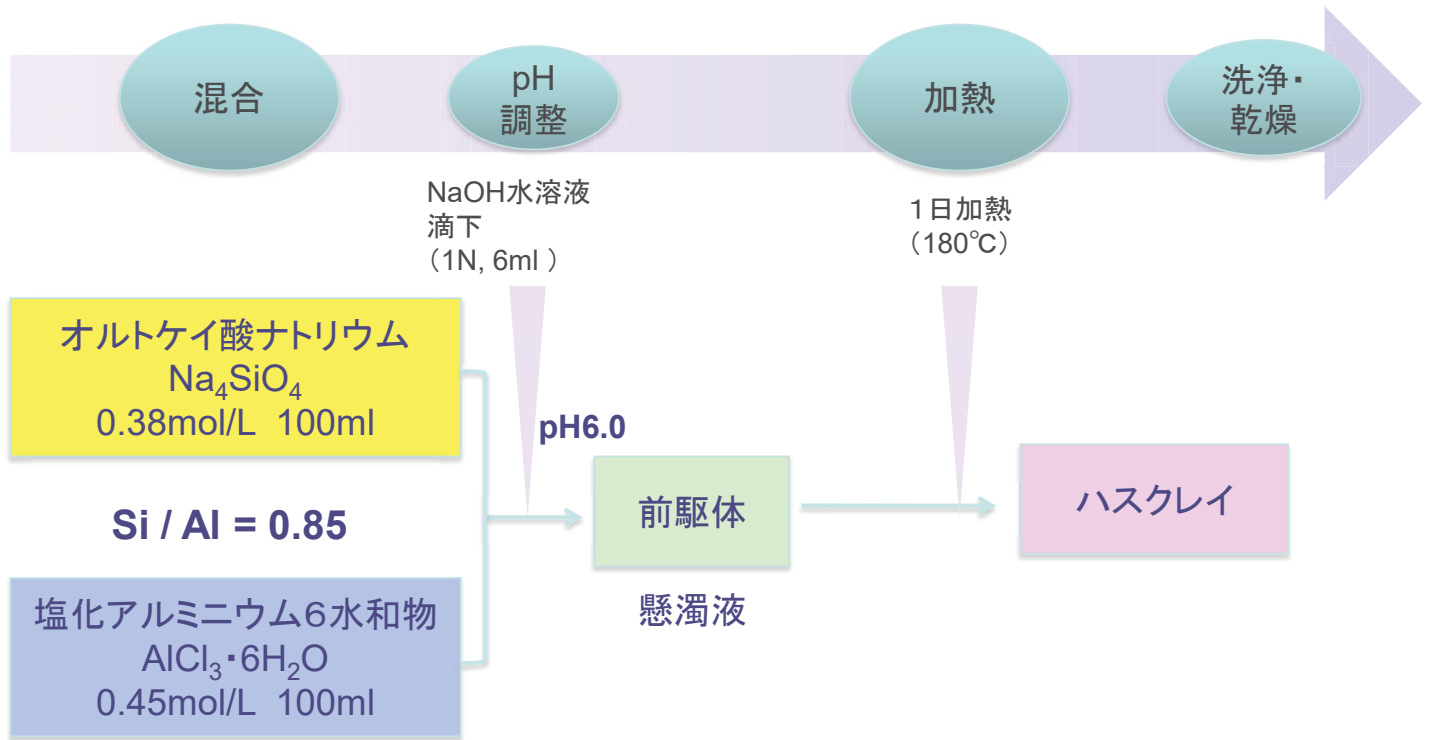 混合
pH
調整
加熱
洗浄・
乾燥
NaOH水溶液
滴下
（1N, 6ml ）
１日加熱
（180℃）
オルトケイ酸ナトリウム
Na₄SiO₄
0.38mol/L 100ml
pH6.0
Si / Al = 0.85
前駆体
懸濁液
ハスクレイ
塩化アルミニウム６水和物
AlCl₃・6H₂O
0.45mol/L 100ml